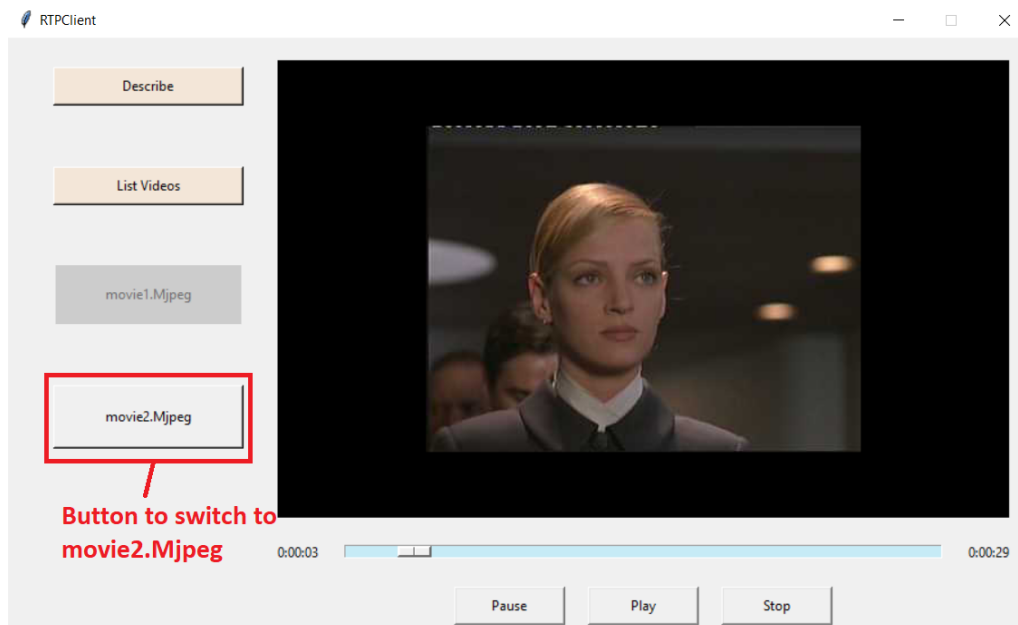 RTPClient
Describe
List Videos
movie1.Mjpeg
movie2.Mjpeg
Button to switch to
movie2.Mjpeg
0:00:03
0:00:29
Pause
Play
Stop